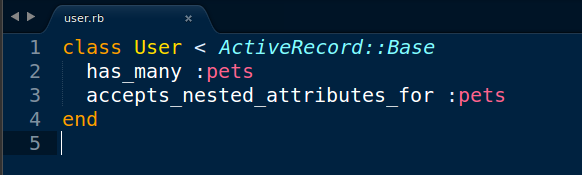 user.rb ×
1 class User < ActiveRecord::Base
2   has_many :pets
3   accepts_nested_attributes_for :pets
4 end
5